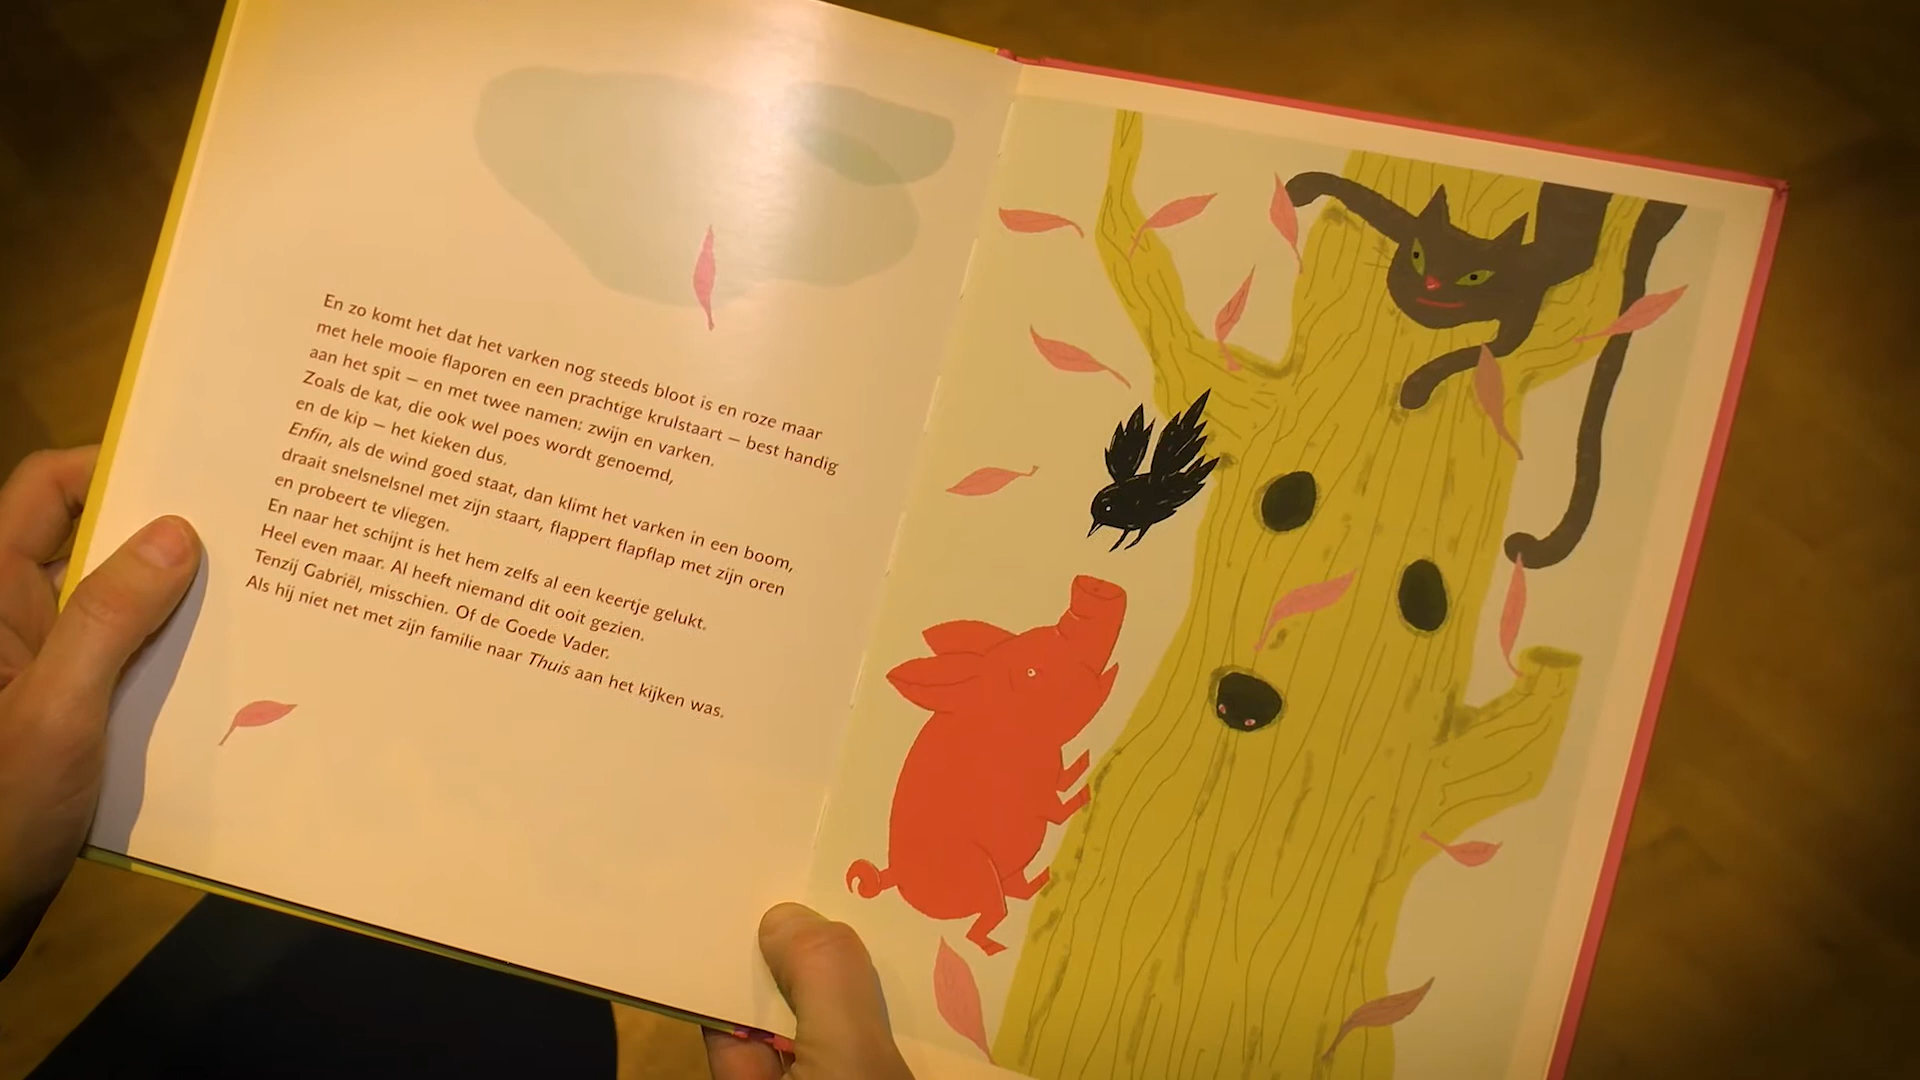 En zo komt het dat het varken nog steeds bloot is en roze maar
met hele mooie flaporen en een prachtige krulstaart – best handig
aan het spit – en met twee namen: zwijn en varken.
Zoals de kat, die ook wel poes wordt genoemd,
en de kip – het kieken dus.
Enfin, als de wind goed staat, dan klimt het varken in een boom,
draait snelsnelsnel met zijn staart, flappert flapflap met zijn oren
en probeert te vliegen.
En naar het schijnt is het hem zelfs al een keertje gelukt.
Heel even maar. Al heeft niemand dit ooit gezien.
Tenzij Gabriël, misschien. Of de Goede Vader.
Als hij niet net met zijn familie naar Thuis aan het kijken was.